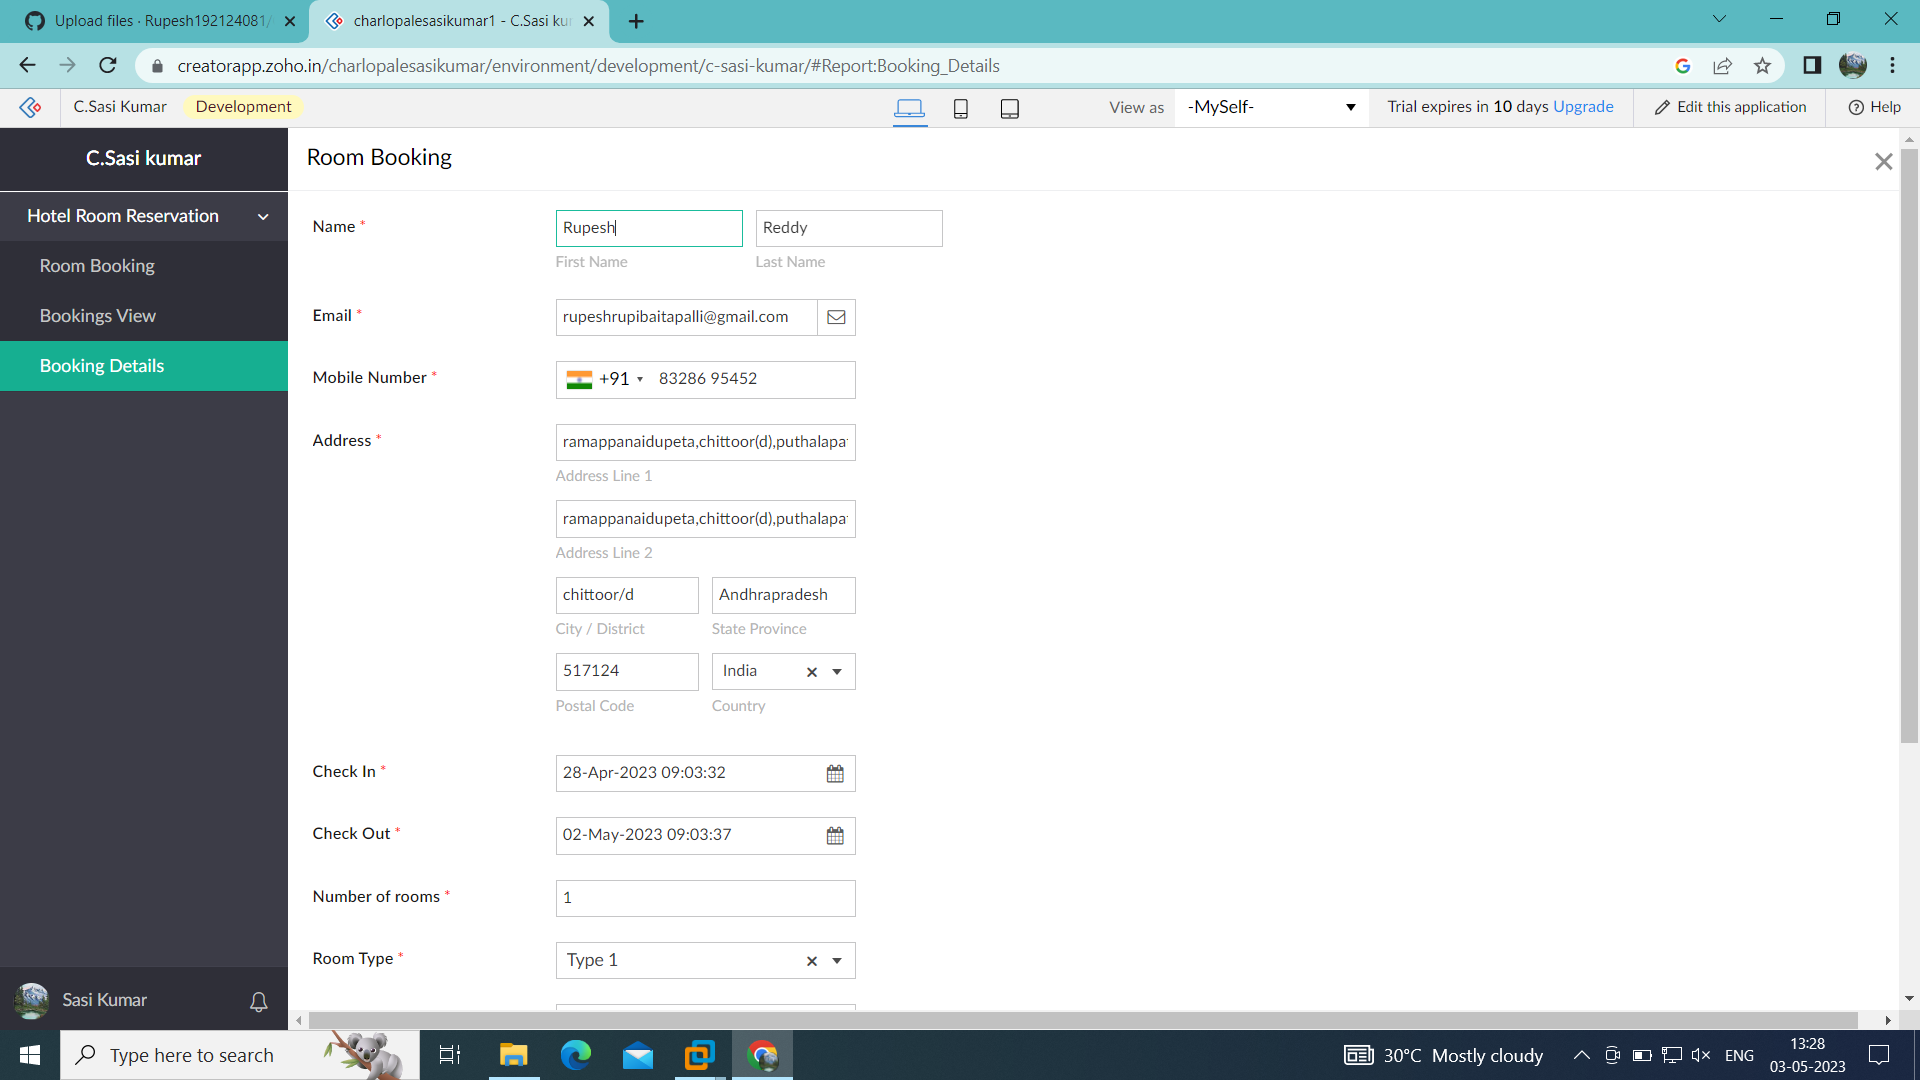 Upload files · Rupesh192124081/
charlopalesasikumar1 - C.Sasi kum
creatorapp.zoho.in/charlopalesasikumar/environment/development/c-sasi-kumar/#Report:Booking_Details
C.Sasi Kumar
Development
View as
-MySelf-
Trial expires in 10 days Upgrade
Edit this application
Help
C.Sasi kumar
Hotel Room Reservation
Room Booking
Bookings View
Booking Details
Sasi Kumar
Room Booking
Name *
Rupesh
Reddy
First Name
Last Name
Email *
rupeshrupibaitapalli@gmail.com
Mobile Number *
+91
83286 95452
Address *
ramappanaidupeta,chittoor(d),puthalapa
Address Line 1
ramappanaidupeta,chittoor(d),puthalapa
Address Line 2
chittoor/d
Andhrapradesh
City / District
State Province
517124
India
Postal Code
Country
Check In *
28-Apr-2023 09:03:32
Check Out *
02-May-2023 09:03:37
Number of rooms *
1
Room Type *
Type 1
Type here to search
30°C Mostly cloudy
ENG
13:28
03-05-2023